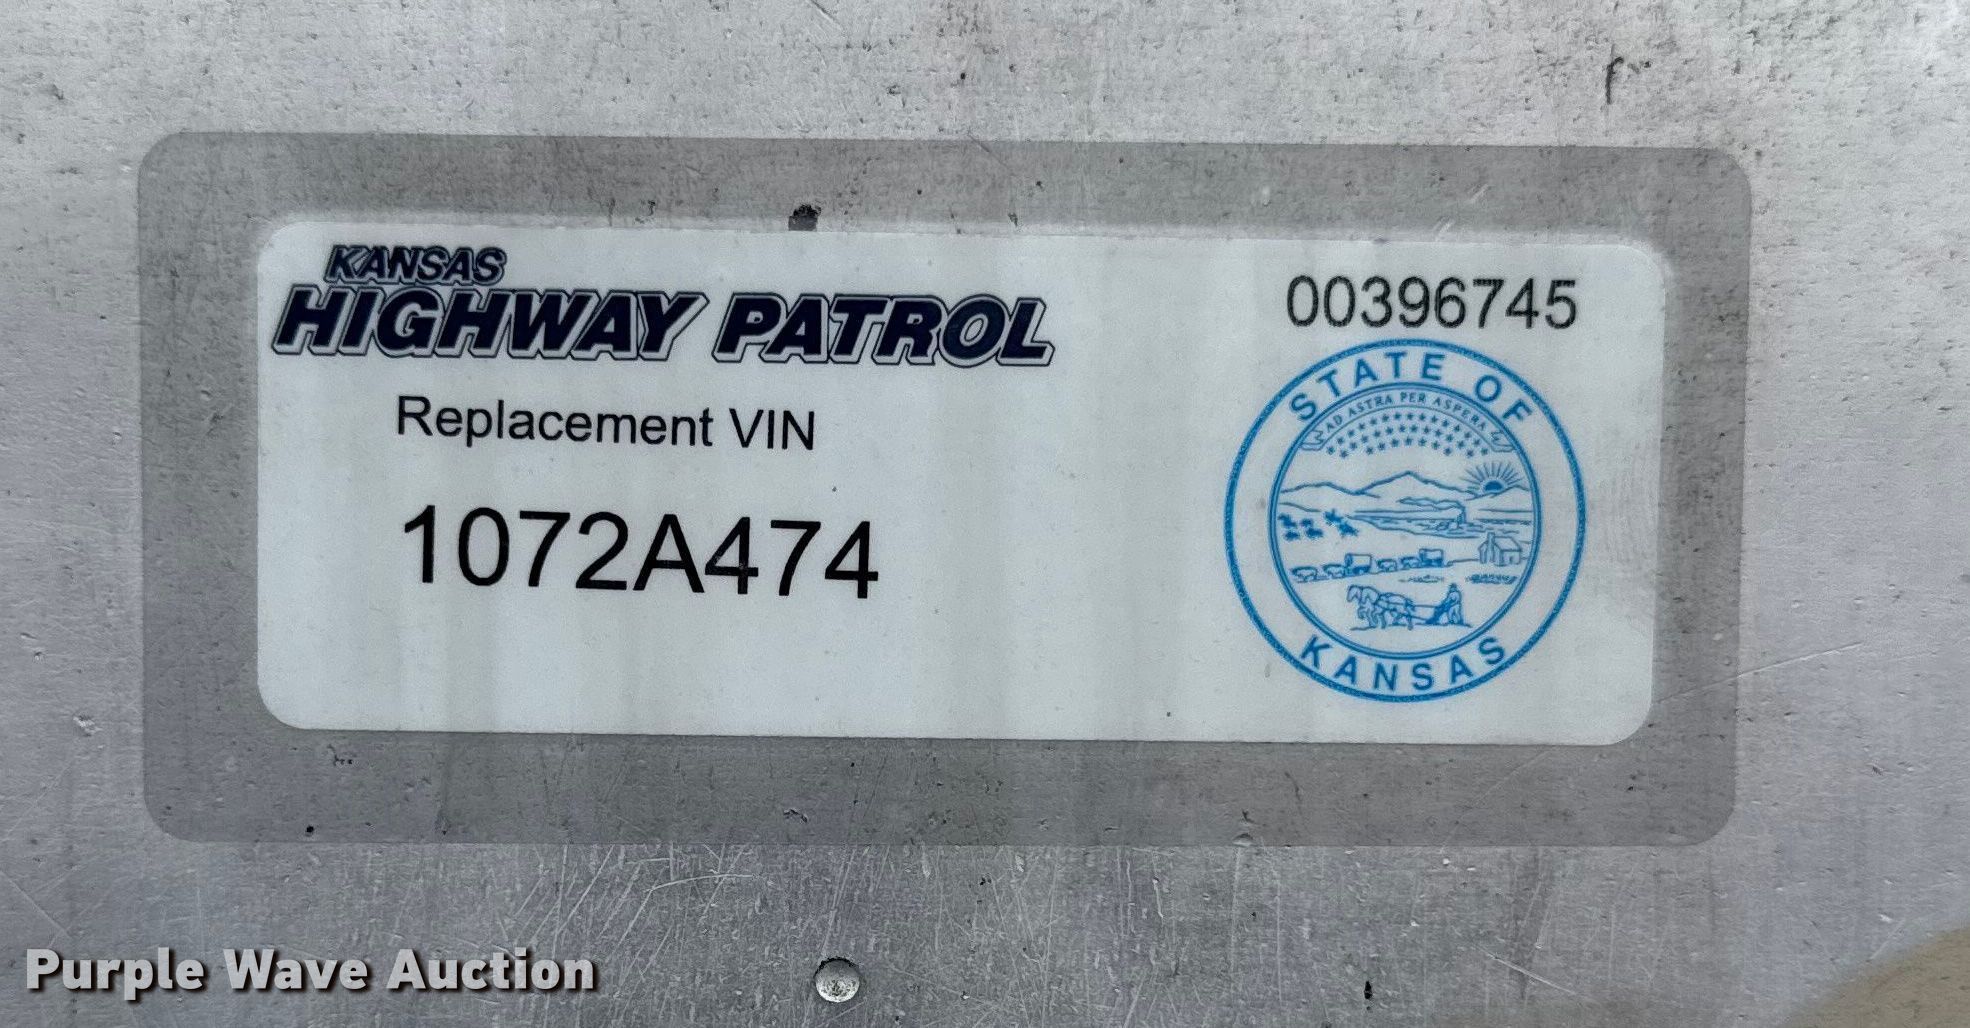 KANSAS
HIGHWAY PATROL
Replacement VIN
1072A474
00396745
STATE OF
AD ASTRA PER ASPERA
KANSAS
Purple Wave Auction